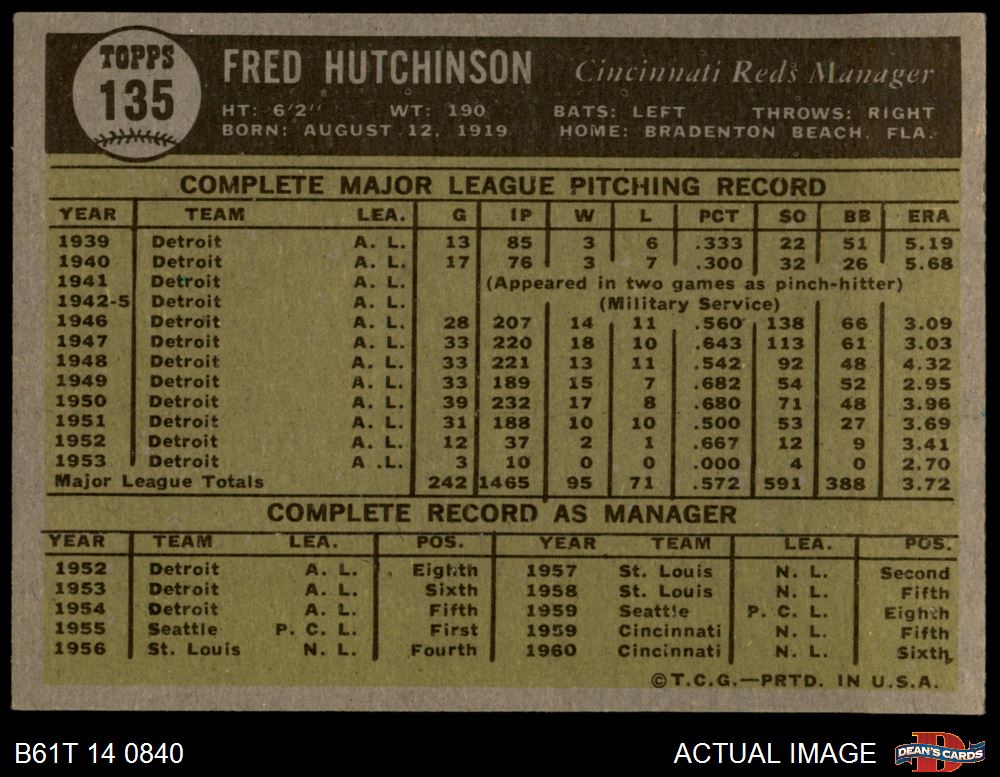 TOPPS
135
FRED HUTCHINSON Cincinnati Reds Manager
HT: 6'2" WT: 190 BATS: LEFT THROWS: RIGHT
BORN: AUGUST 12, 1919 HOME: BRADENTON BEACH, FLA.
COMPLETE MAJOR LEAGUE PITCHING RECORD
YEAR TEAM LEA. G IP W L PCT SO BB ERA
1939 Detroit A. L. 13 85 3 6 .333 22 51 5.19
1940 Detroit A. L. 17 76 3 7 .300 32 26 5.68
1941 Detroit A. L. (Appeared in two games as pinch-hitter)
1942-5 Detroit A. L. (Military Service)
1946 Detroit A. L. 28 207 14 11 .560 138 66 3.09
1947 Detroit A. L. 33 220 18 10 .643 113 61 3.03
1948 Detroit A. L. 33 221 13 11 .542 92 48 4.32
1949 Detroit A. L. 33 189 15 7 .682 54 52 2.95
1950 Detroit A. L. 39 232 17 8 .680 71 48 3.96
1951 Detroit A. L. 31 188 10 10 .500 53 27 3.69
1952 Detroit A. L. 12 37 2 1 .667 12 9 3.41
1953 Detroit A .L. 3 10 0 0 .000 4 0 2.70
Major League Totals 242 1465 95 71 .572 591 388 3.72
COMPLETE RECORD AS MANAGER
YEAR TEAM LEA. POS. YEAR TEAM LEA. POS.
1952 Detroit A. L. Eighth 1957 St. Louis N. L. Second
1953 Detroit A. L. Sixth 1958 St. Louis N. L. Fifth
1954 Detroit A. L. Fifth 1959 Seattle P. C. L. Eighth
1955 Seattle P. C. L. First 1959 Cincinnati N. L. Fifth
1956 St. Louis N. L. Fourth 1960 Cincinnati N. L. Sixth
©T.C.G.—PRTD. IN U.S.A.
B61T 14 0840 ACTUAL IMAGE DEAN'S CARDS